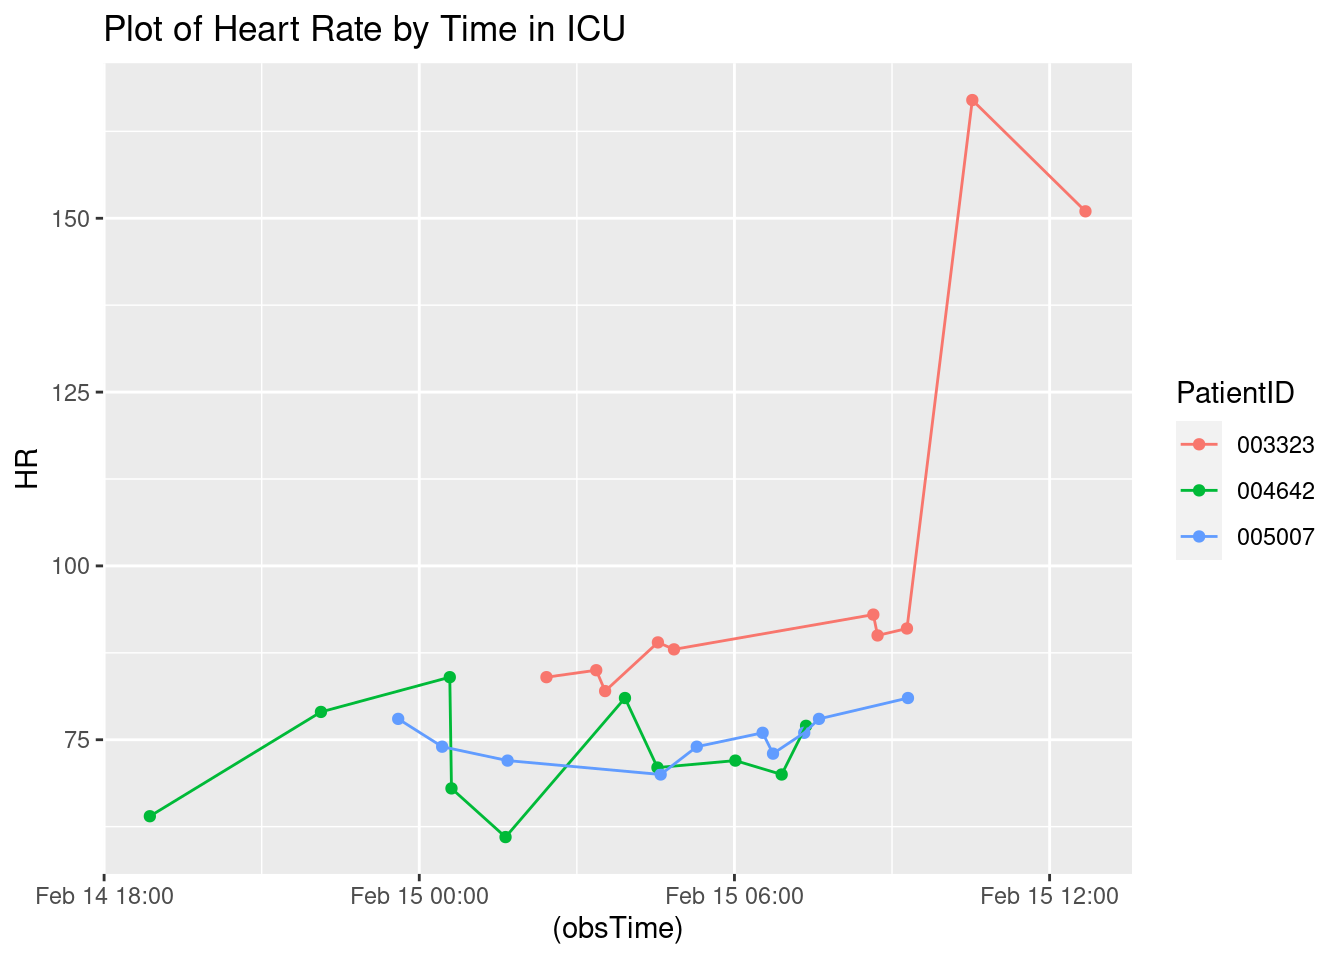 Plot of Heart Rate by Time in ICU
150
125
100
75
HR
Feb 14 18:00
Feb 15 00:00
Feb 15 06:00
Feb 15 12:00
(obsTime)
PatientID
003323
004642
005007